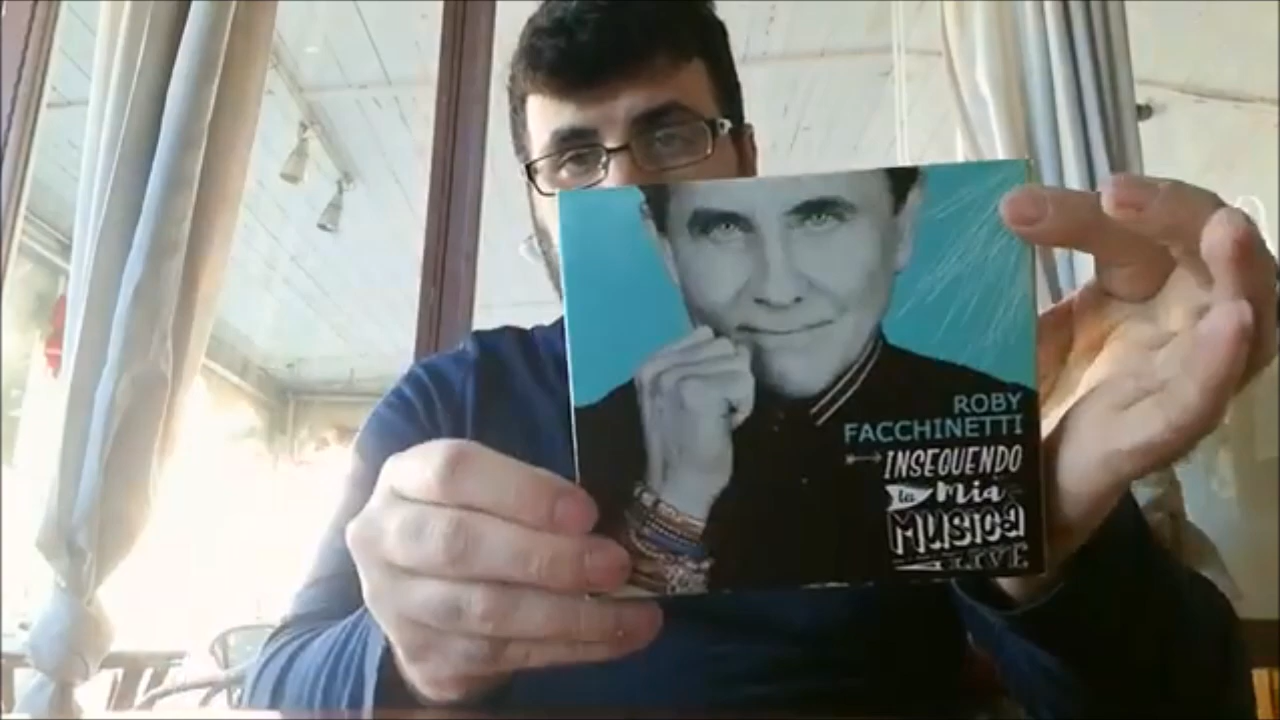 ROBY
FACCHINETTI
INSEGUENDO
la Mia
MUSICA
LIVE